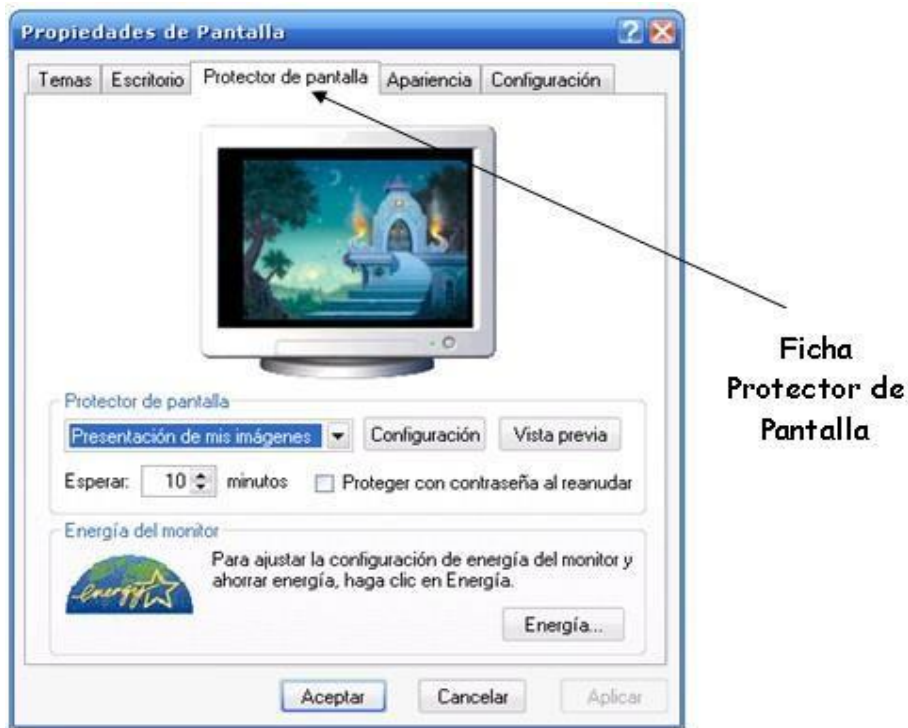 Propiedades de Pantalla
Temas Escritorio Protector de pantalla Apariencia Configuración
Protector de pantalla
Presentación de mis imágenes Configuración Vista previa
Esperar: 10 minutos Proteger con contraseña al reanudar
Energía del monitor
Para ajustar la configuración de energía del monitor y
ahorrar energía, haga clic en Energía.
energy
Energía...
Aceptar Cancelar Aplicar
Ficha
Protector de
Pantalla